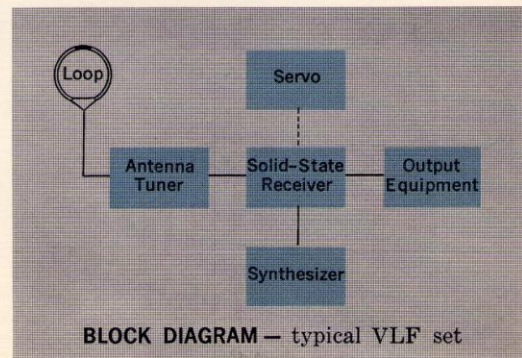 Loop
Servo
Antenna
Tuner
Solid-State
Receiver
Output
Equipment
Synthesizer
BLOCK DIAGRAM — typical VLF set